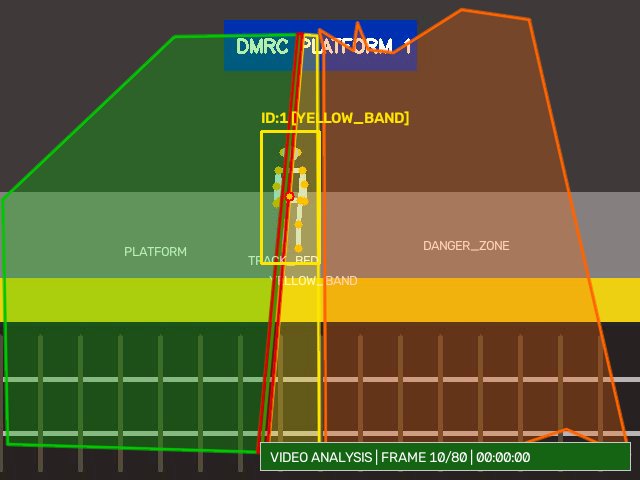 DMRC PLATFORM 1
ID:1 [YELLOW_BAND]
PLATFORM
DANGER_ZONE
TRACK_BED
YELLOW_BAND
VIDEO ANALYSIS | FRAME 10/80 | 00:00:00